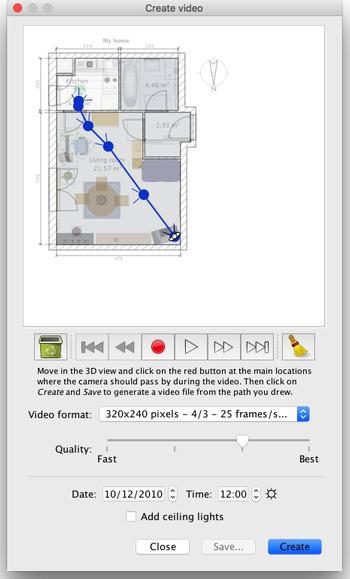 Create video
My home
Kitchen
4.46 m²
2.93 m²
Living room
21.57 m²
N
Move in the 3D view and click on the red button at the main locations
where the camera should pass by during the video. Then click on
Create and Save to generate a video file from the path you drew.
Video format: 320x240 pixels – 4/3 – 25 frames/s...
Quality:
Fast Best
Date: 10/12/2010 Time: 12:00
Add ceiling lights
Close Save... Create